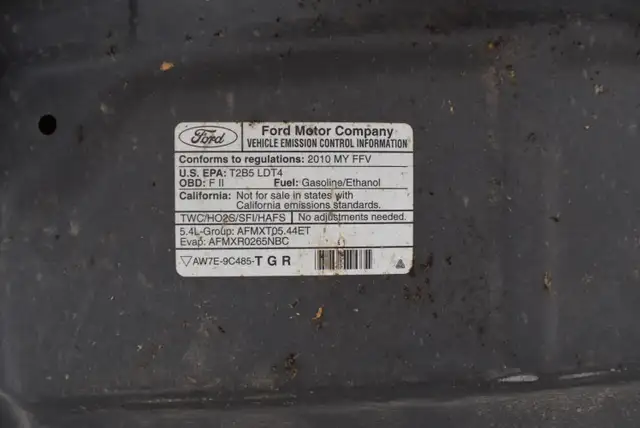 Ford
Ford Motor Company
VEHICLE EMISSION CONTROL INFORMATION
Conforms to regulations: 2010 MY FFV
U.S. EPA: T2B5 LDT4
OBD: F II Fuel: Gasoline/Ethanol
California: Not for sale in states with
California emissions standards.
TWC/HO2S/SFI/HAFS No adjustments needed.
5.4L-Group: AFMXT05.44ET
Evap: AFMXR0265NBC
AW7E-9C485-TGR